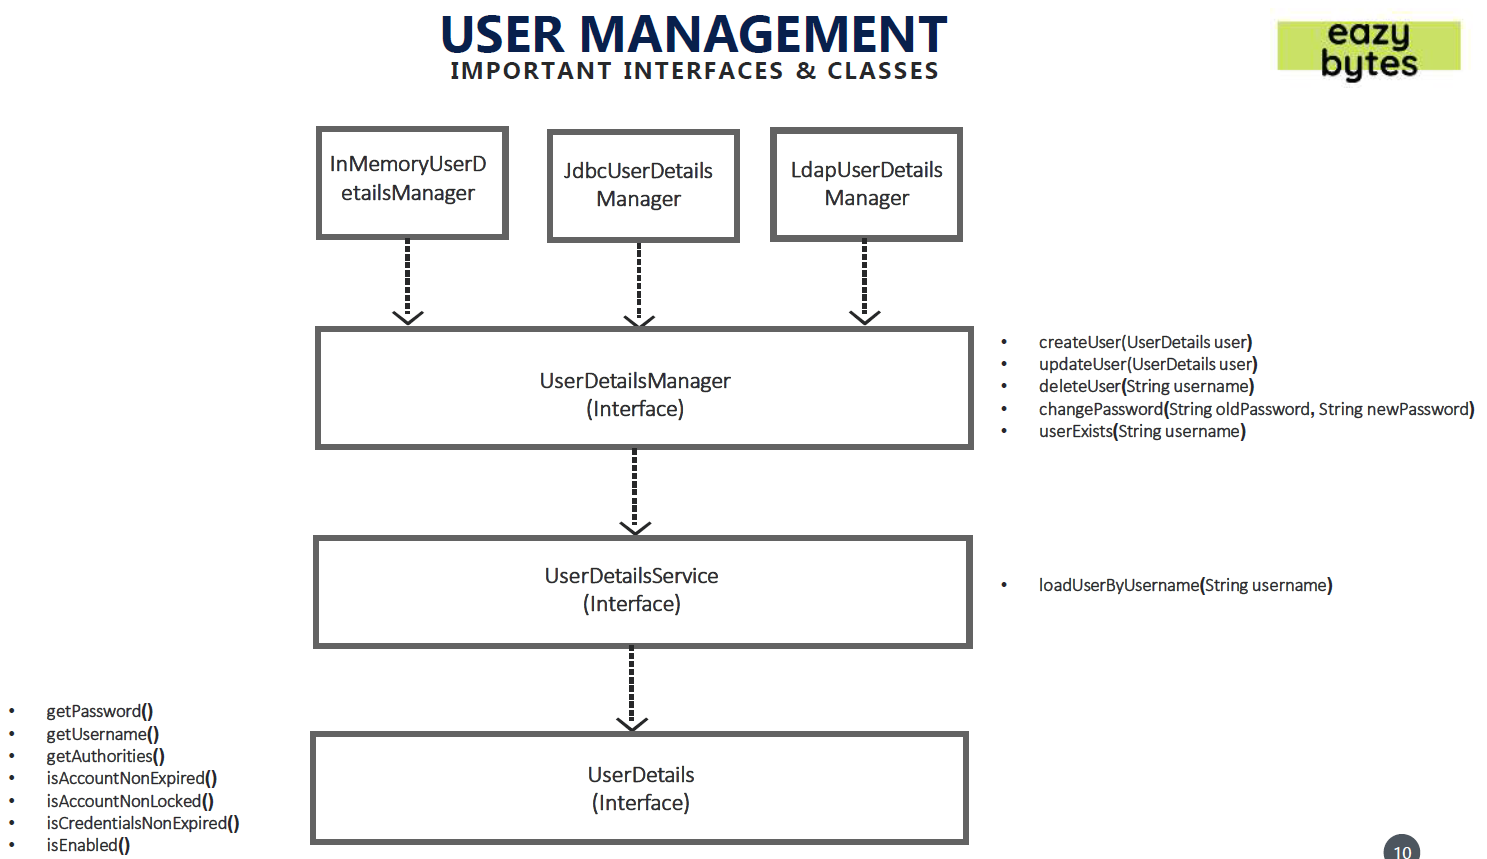 USER MANAGEMENT
IMPORTANT INTERFACES & CLASSES
eazy
bytes
InMemoryUserD
etailsManager
JdbcUserDetails
Manager
LdapUserDetails
Manager
UserDetailsManager
(Interface)
• createUser(UserDetails user)
• updateUser(UserDetails user)
• deleteUser(String username)
• changePassword(String oldPassword, String newPassword)
• userExists(String username)
UserDetailsService
(Interface)
• loadUserByUsername(String username)
• getPassword()
• getUsername()
• getAuthorities()
• isAccountNonExpired()
• isAccountNonLocked()
• isCredentialsNonExpired()
• isEnabled()
UserDetails
(Interface)
10